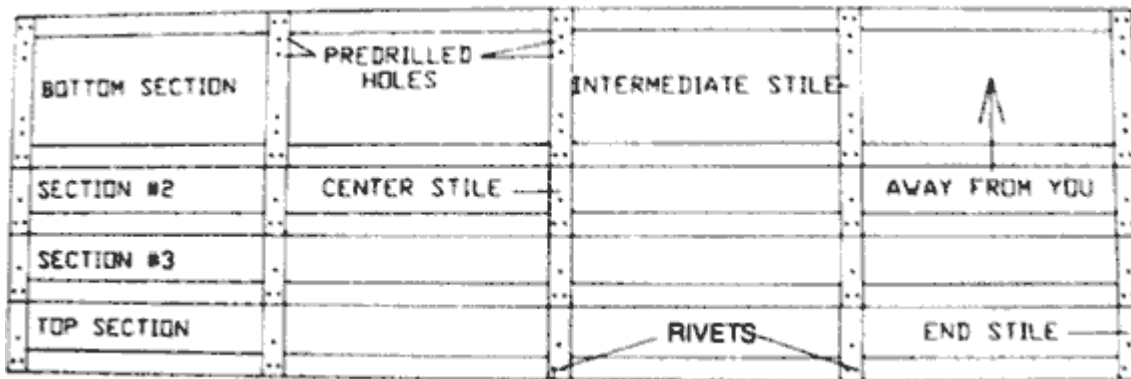 PREDRILLED
HOLES
BOTTOM SECTION
INTERMEDIATE STILE
SECTION #2
CENTER STILE
AWAY FROM YOU
SECTION #3
TOP SECTION
RIVETS
END STILE